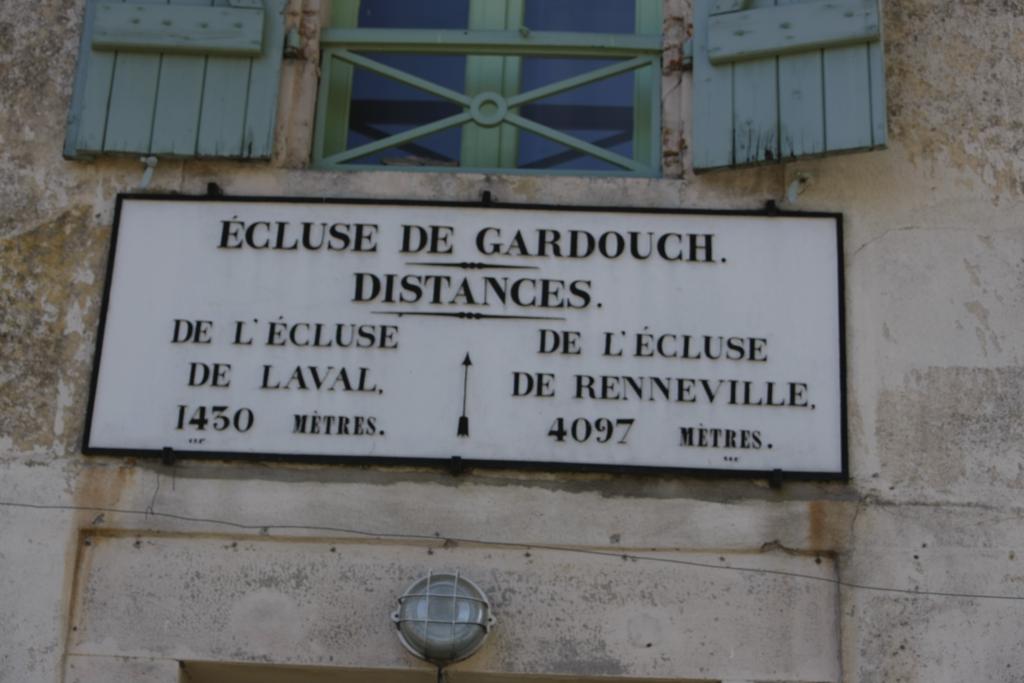 ÉCLUSE DE GARDOUCH.
DISTANCES.
DE L'ÉCLUSE
DE LAVAL,
1430 MÈTRES.
DE L'ÉCLUSE
DE RENNEVILLE,
4097 MÈTRES.